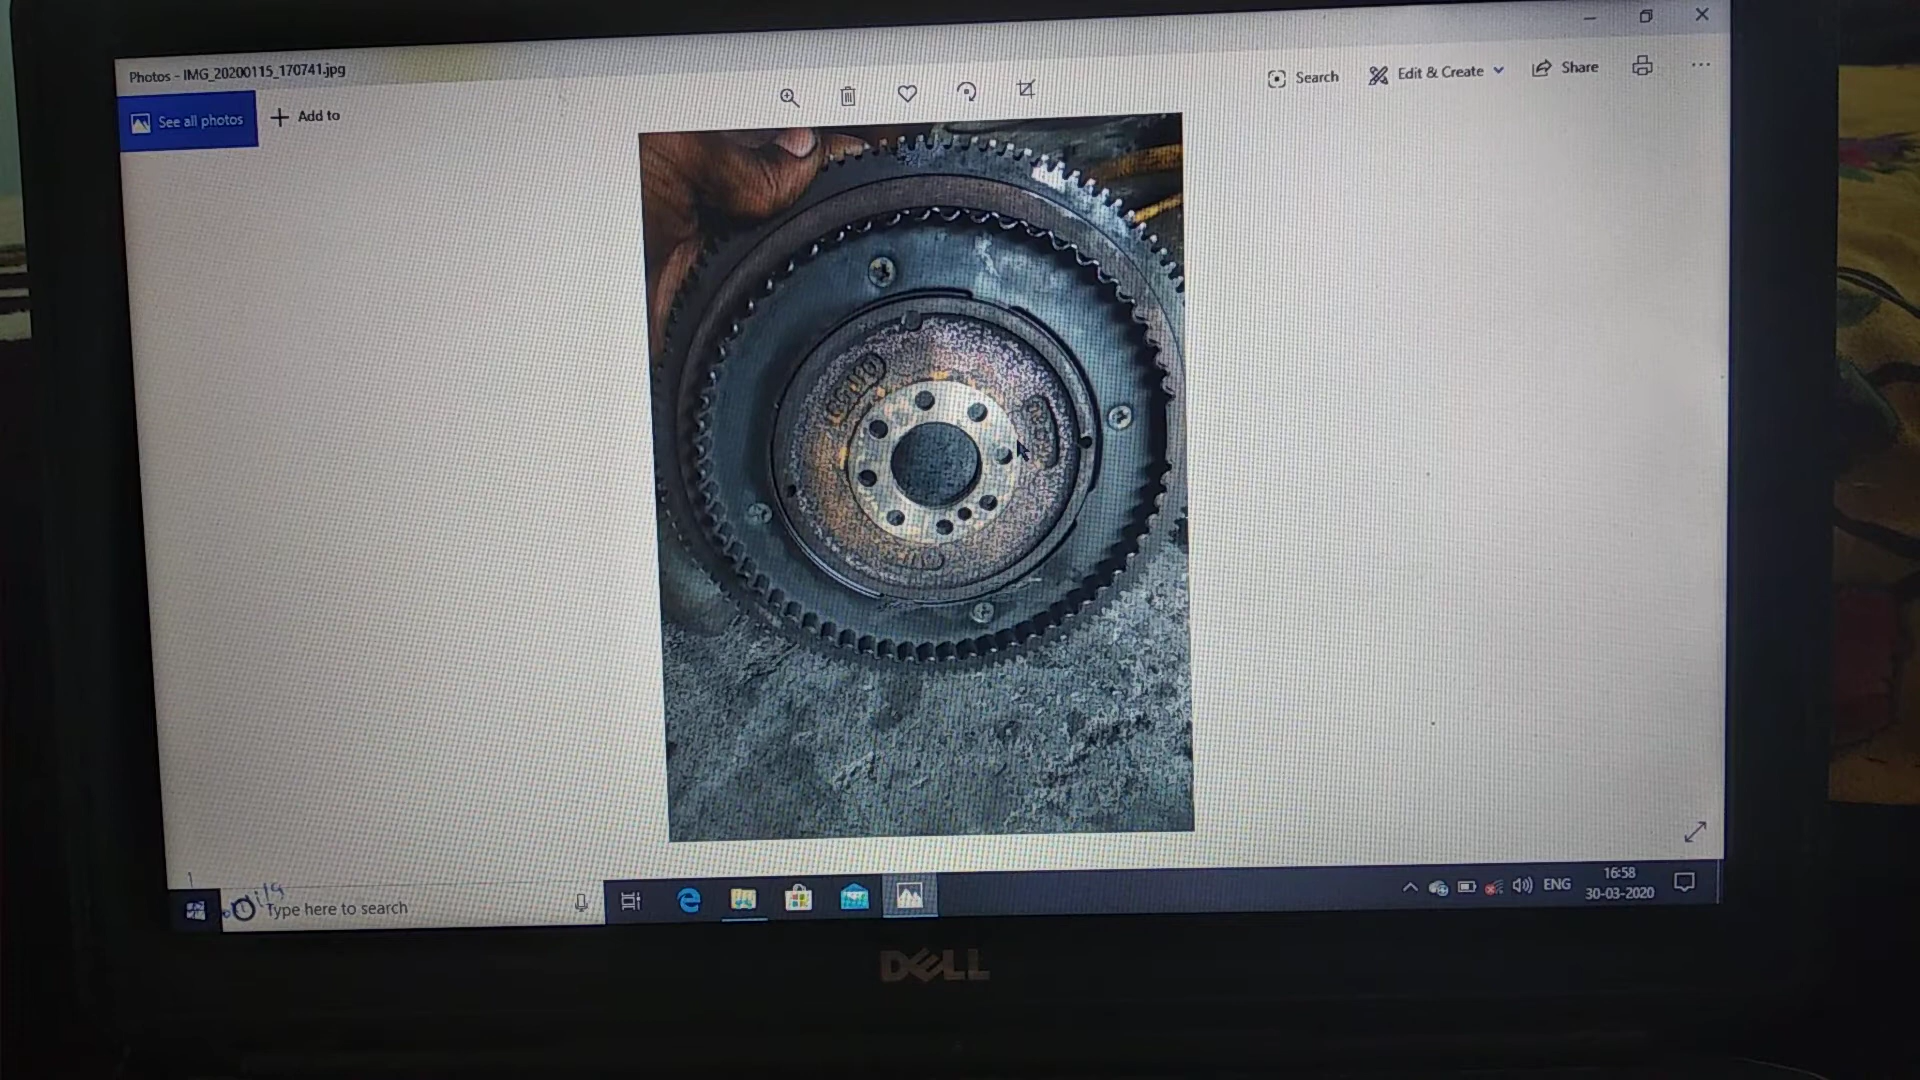 Photos - IMG_20200115_170741.jpg
See all photos
Add to
Search
Edit & Create
Share
Type here to search
ENG
16:58
30-03-2020
DELL